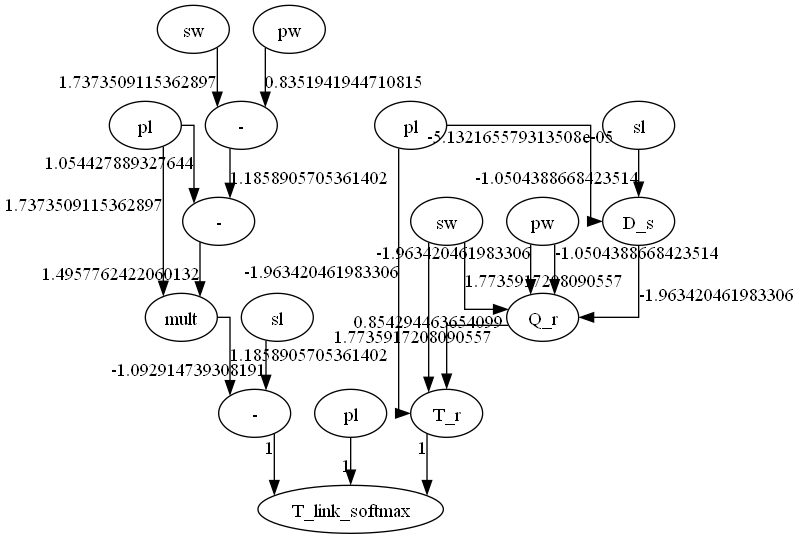 sw
pw
1.7373509115362897
0.8351941944710815
pl
-
pl
sl
-5.132165579313508e-05
1.054427889327644
1.1858905705361402
-1.0504388668423514
1.7373509115362897
-
sw
pw
D_s
-1.963420461983306
-1.0504388668423514
1.4957762422060132
-1.963420461983306
1.7735917208090557
-1.963420461983306
mult
sl
0.854294463654099
Q_r
1.7735917208090557
1.1858905705361402
-1.092914739308191
-
pl
T_r
1
1
1
T_link_softmax